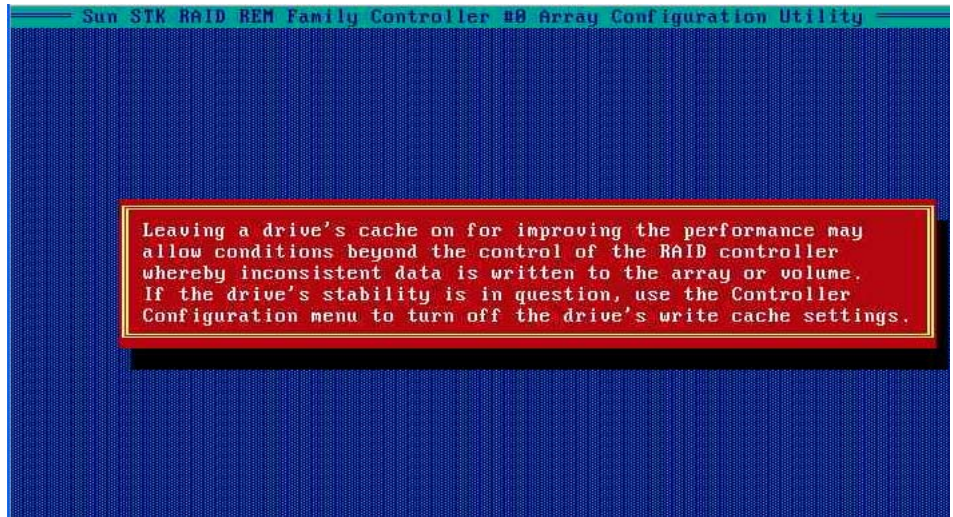 Sun STK RAID REM Family Controller #0 Array Configuration Utility
Leaving a drive's cache on for improving the performance may
allow conditions beyond the control of the RAID controller
whereby inconsistent data is written to the array or volume.
If the drive's stability is in question, use the Controller
Configuration menu to turn off the drive's write cache settings.